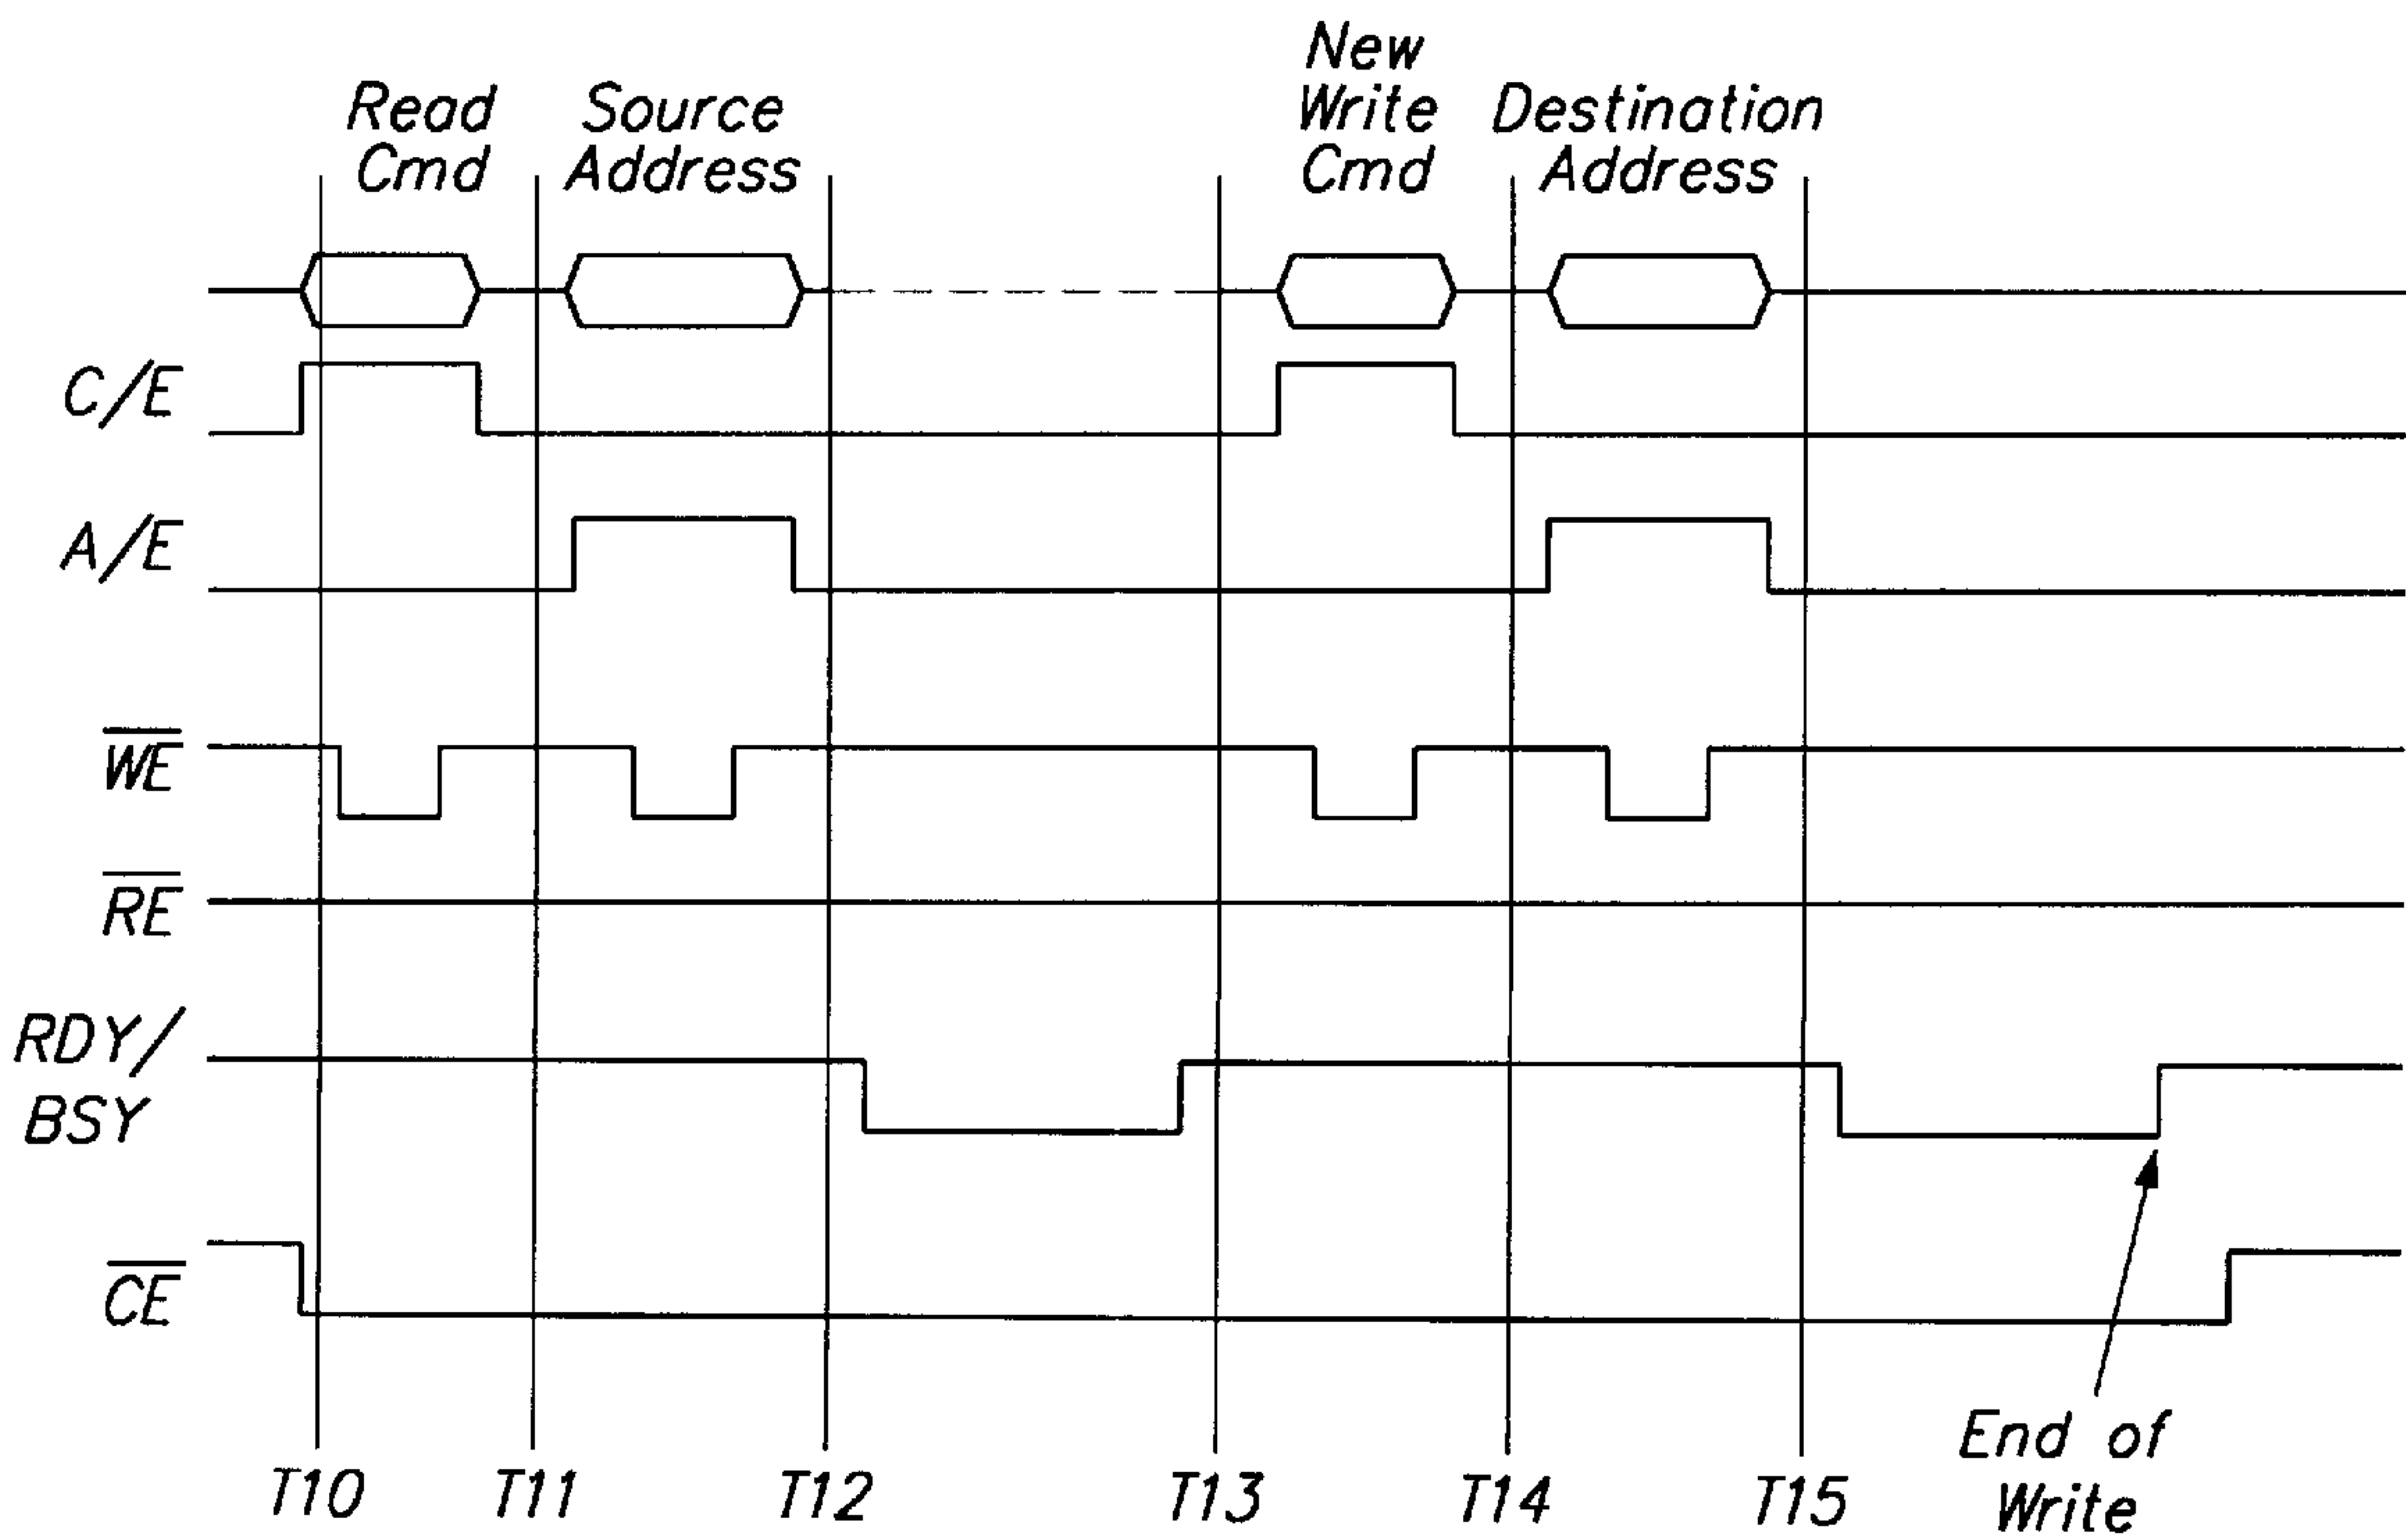 Read
Cmd
Source
Address
New
Write
Cmd
Destination
Address
C/E
A/E
WE
RE
RDY/
BSY
CE
T10
T11
T12
T13
T14
T15
End of
Write